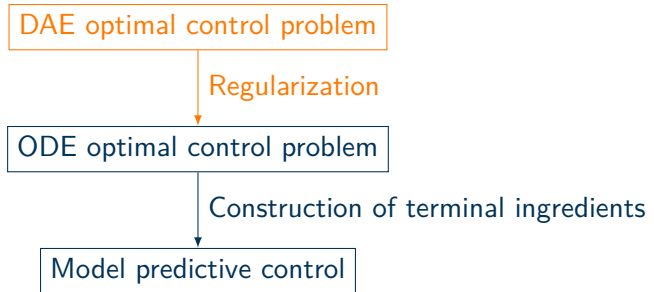 DAE optimal control problem
Regularization
ODE optimal control problem
Construction of terminal ingredients
Model predictive control